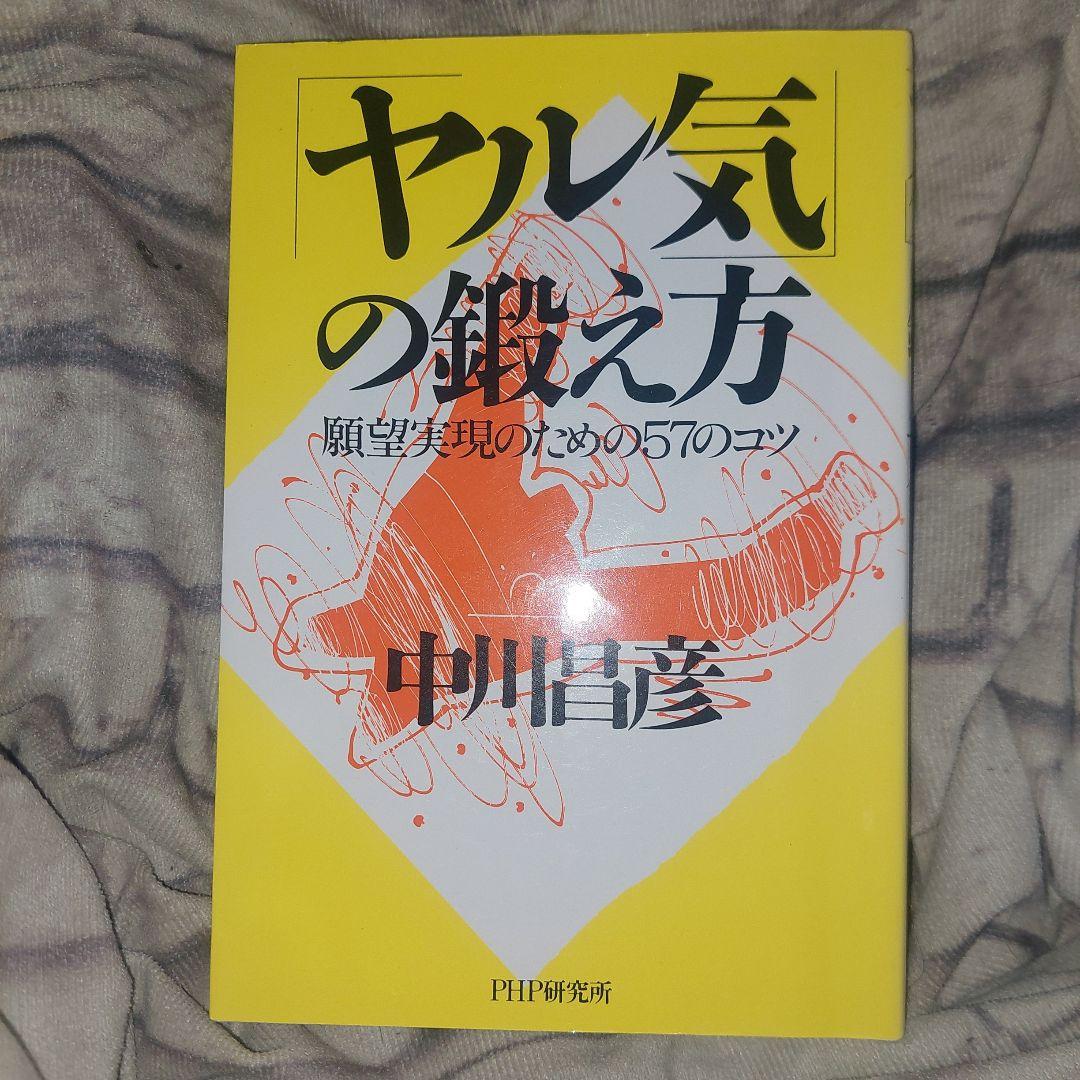 「ヤル気」
の鍛え方
願望実現のための57のコツ
中川昌彦
PHP研究所